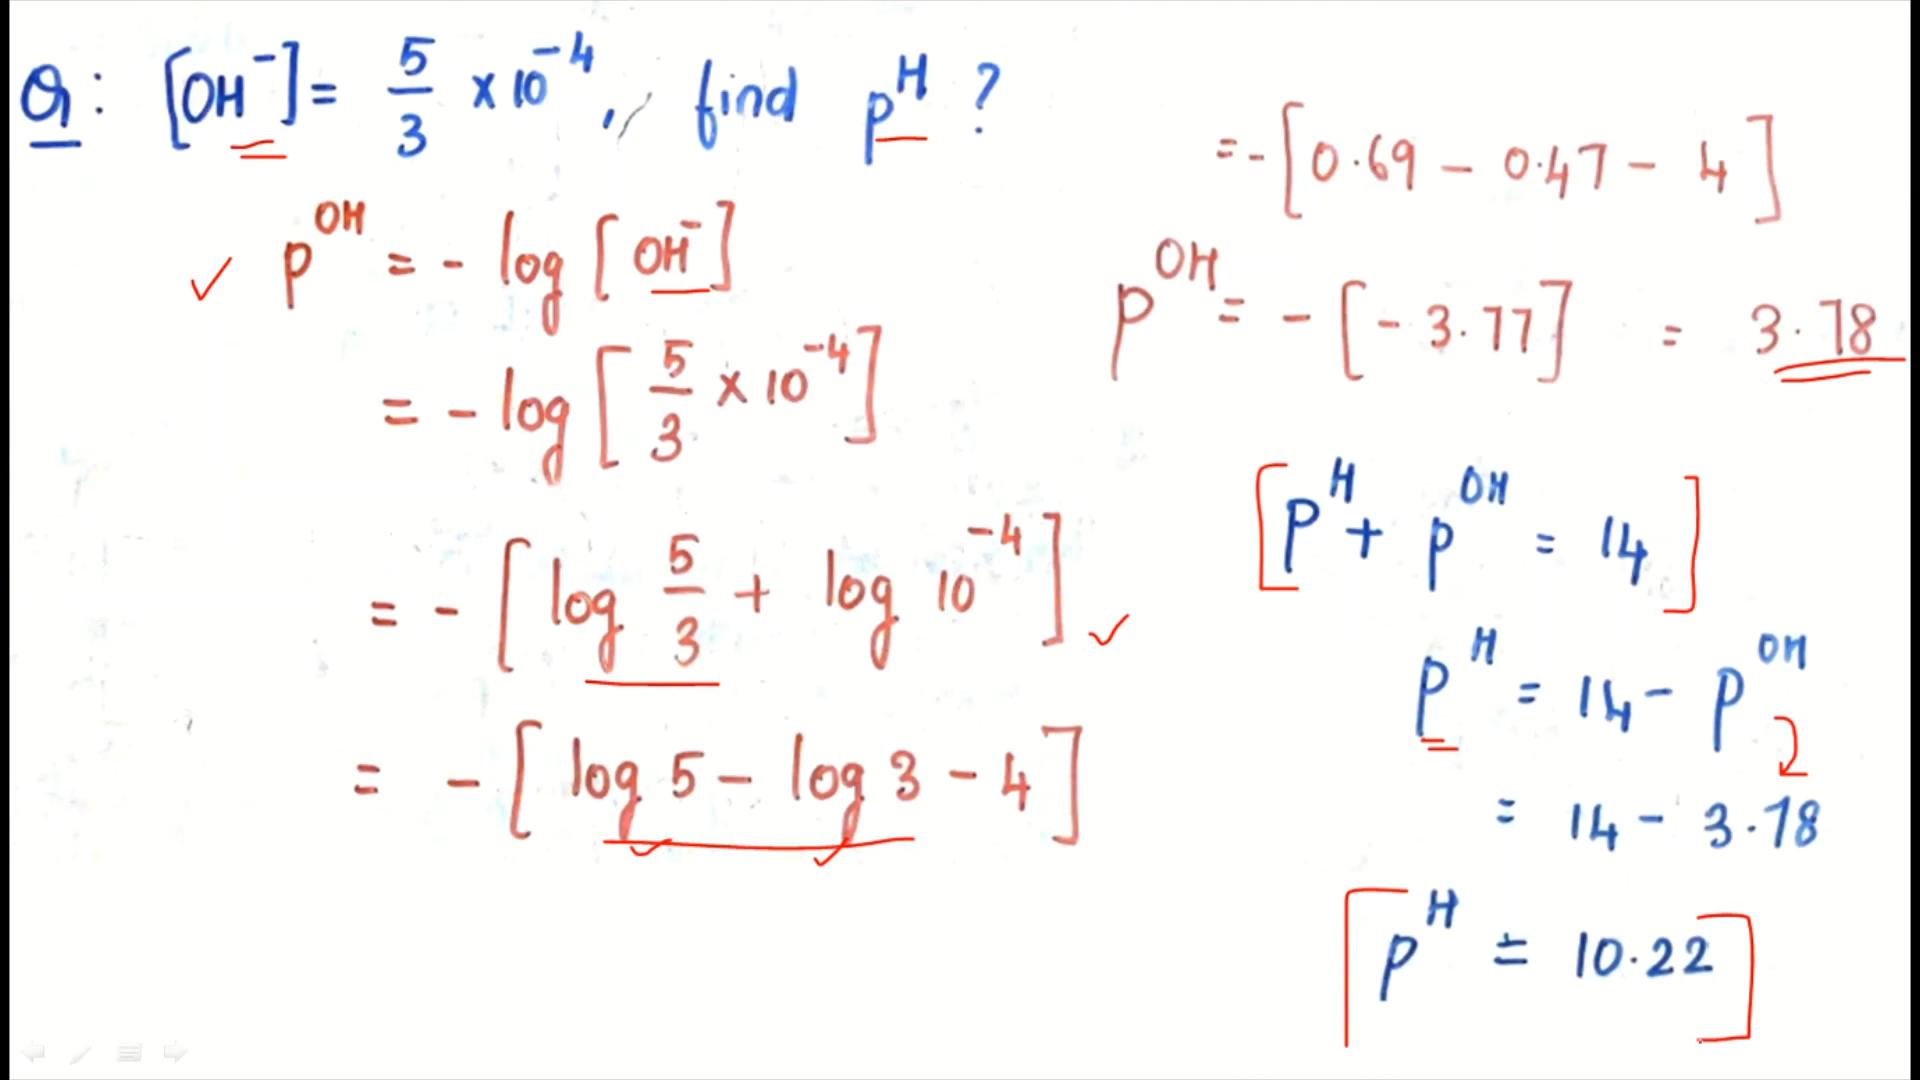 Q: [OH⁻] = 5/3 × 10⁻⁴, find pᴴ ?
pᴼᴴ = - log [OH⁻]
= - log [5/3 × 10⁻⁴]
= - [log 5/3 + log 10⁻⁴]
= - [log 5 - log 3 - 4]
= - [0.69 - 0.47 - 4]
pᴼᴴ = - [- 3.77] = 3.78
[pᴴ + pᴼᴴ = 14]
pᴴ = 14 - pᴼᴴ
= 14 - 3.78
pᴴ = 10.22